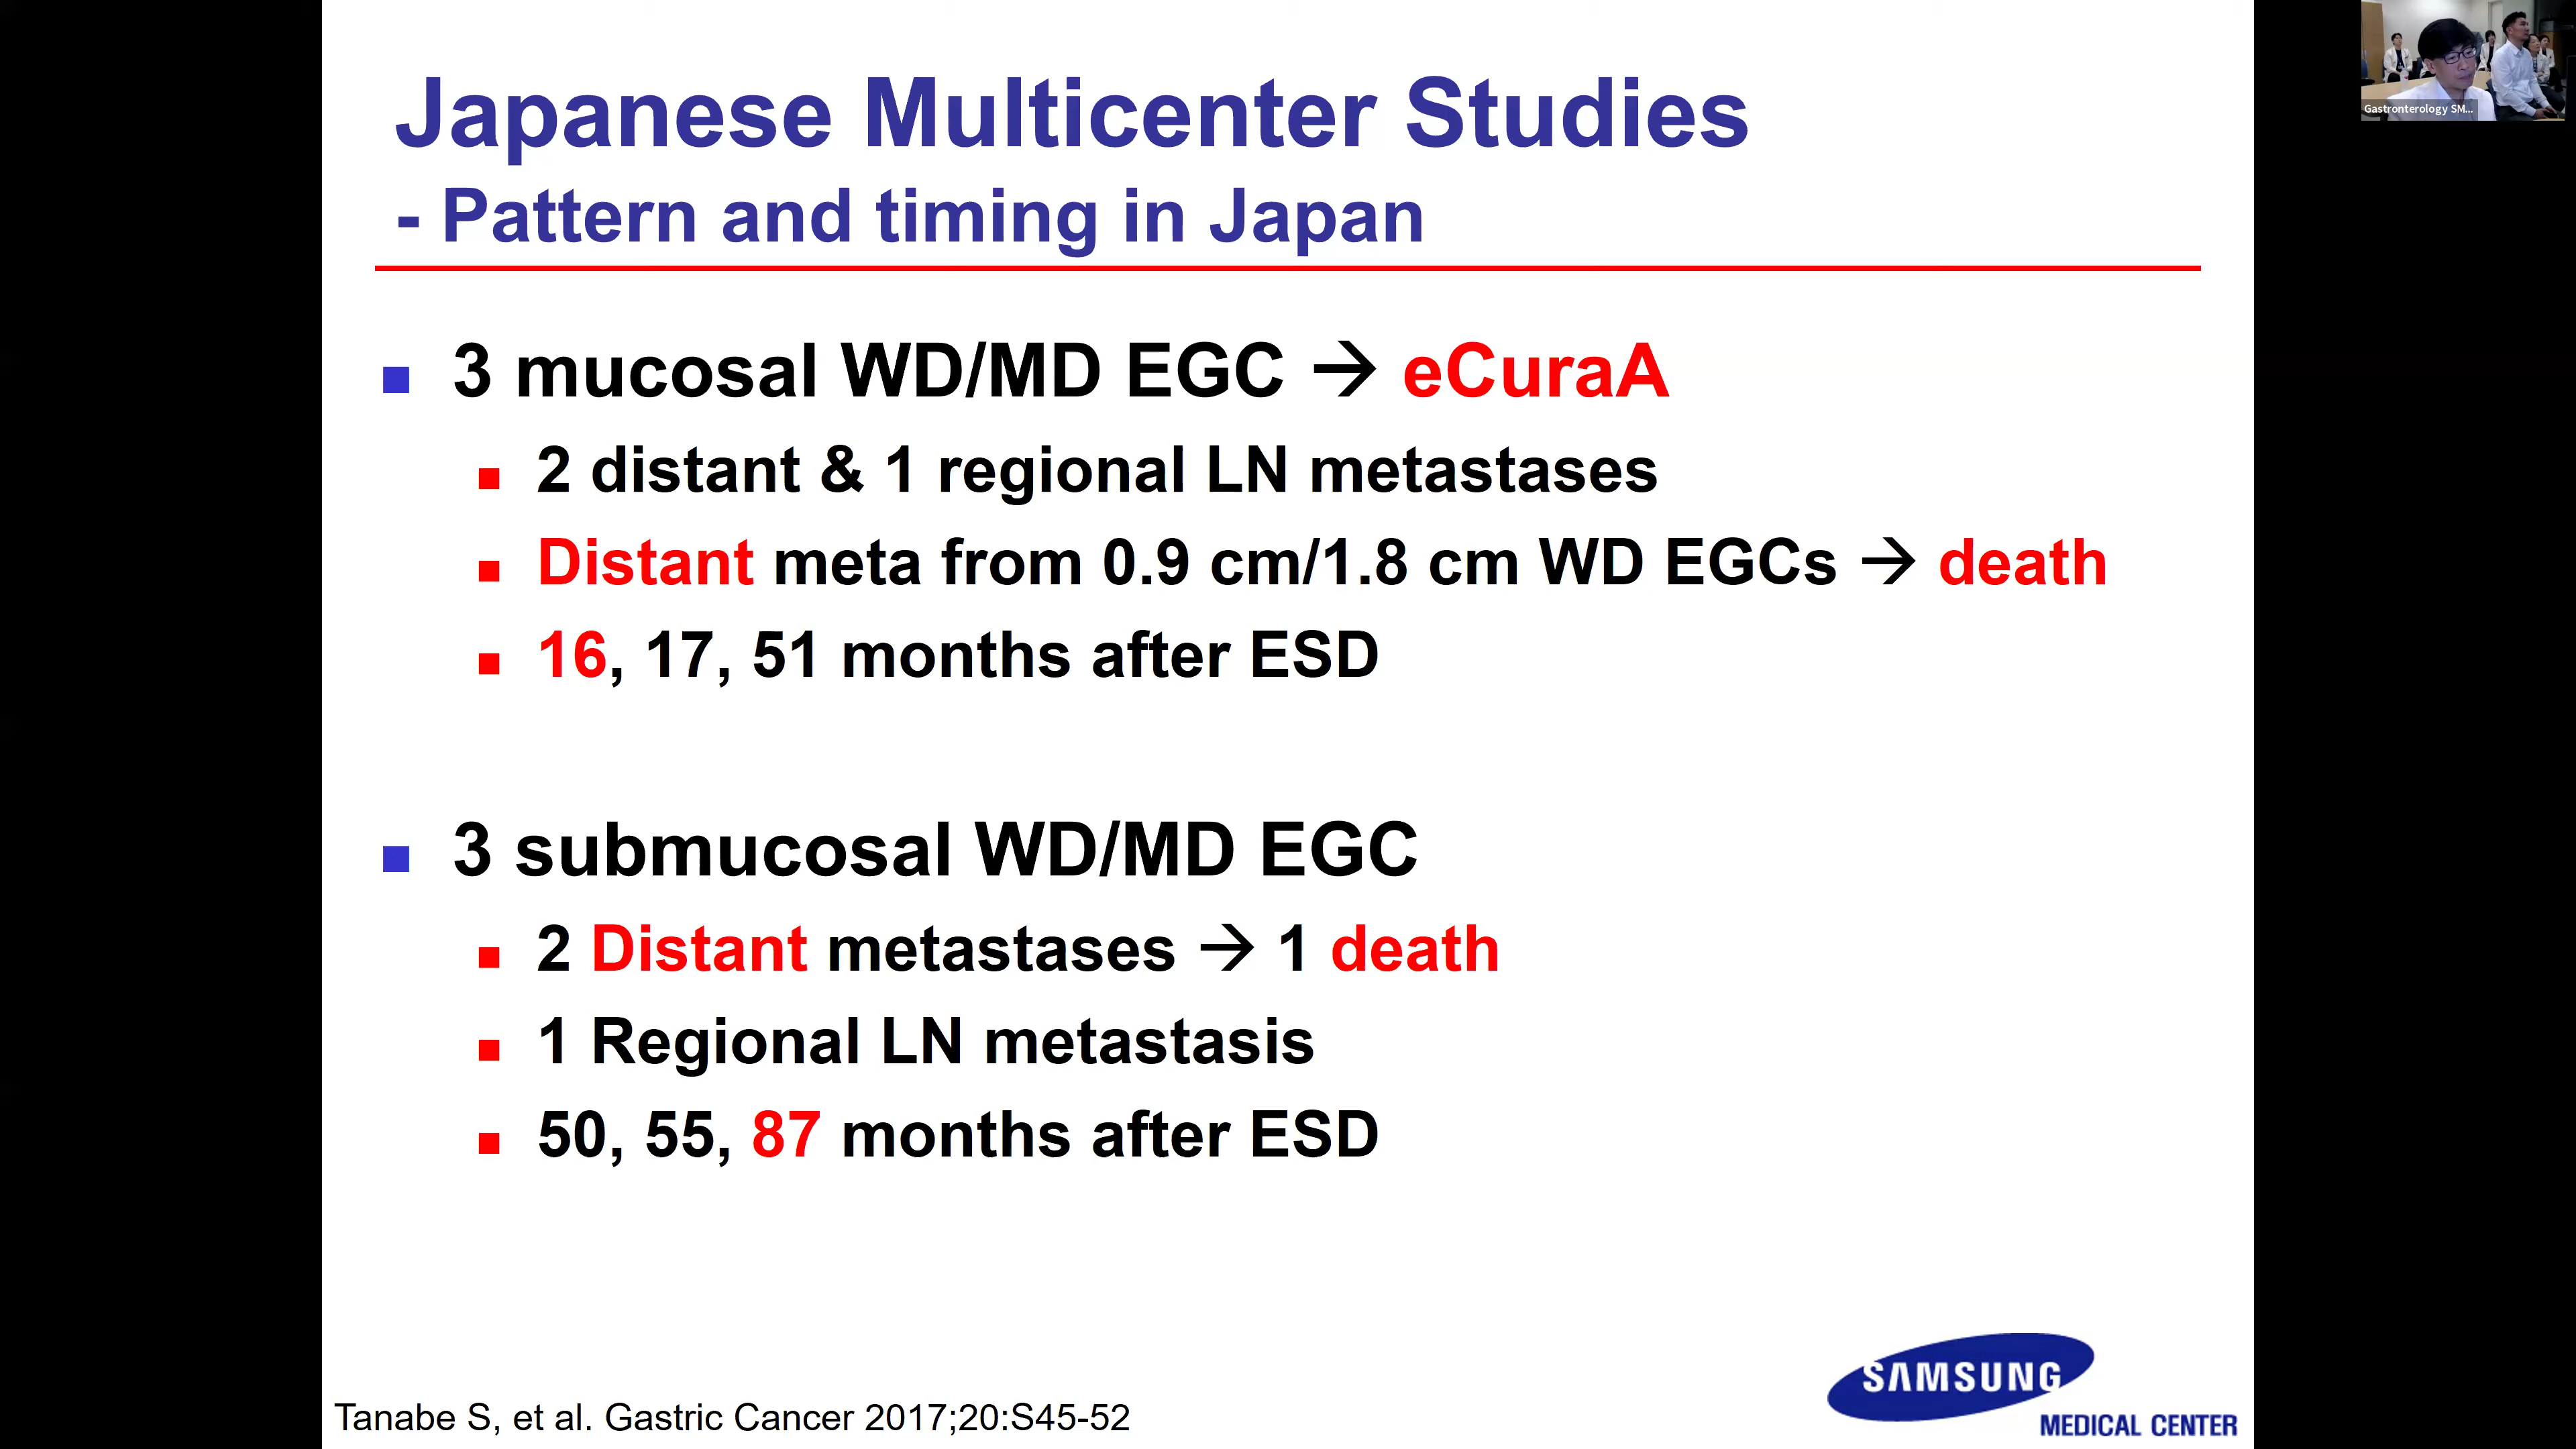 Japanese Multicenter Studies
- Pattern and timing in Japan
3 mucosal WD/MD EGC → eCuraA
2 distant & 1 regional LN metastases
Distant meta from 0.9 cm/1.8 cm WD EGCs → death
16, 17, 51 months after ESD
3 submucosal WD/MD EGC
2 Distant metastases → 1 death
1 Regional LN metastasis
50, 55, 87 months after ESD
Tanabe S, et al. Gastric Cancer 2017;20:S45-52
SAMSUNG
MEDICAL CENTER
Gastronterology SM...